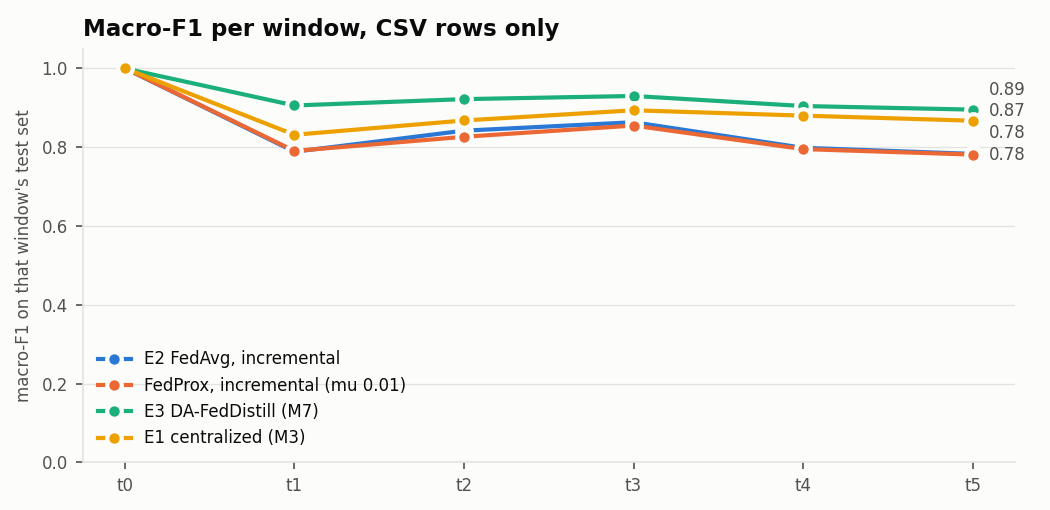 Macro-F1 per window, CSV rows only
macro-F1 on that window's test set
1.0
0.8
0.6
0.4
0.2
0.0
0.89
0.87
0.78
0.78
E2 FedAvg, incremental
FedProx, incremental (mu 0.01)
E3 DA-FedDistill (M7)
E1 centralized (M3)
t0
t1
t2
t3
t4
t5